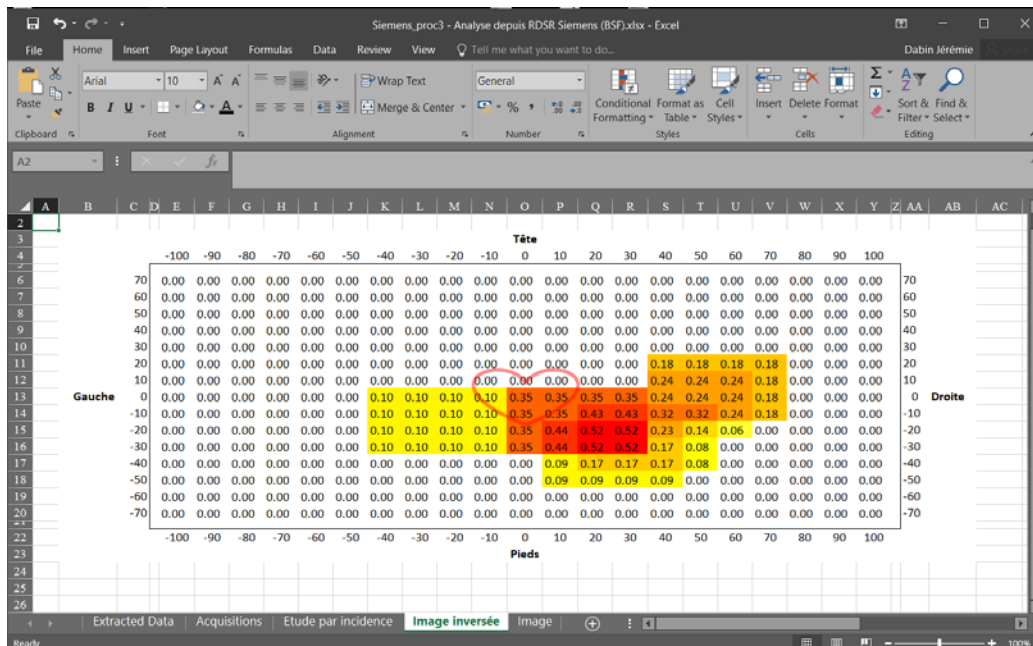 Siemens_proc3 - Analyse depuis RDSR Siemens (BSF).xlsx - Excel
File Home Insert Page Layout Formulas Data Review View Tell me what you want to do... Dabin Jérémie
Paste Arial 10 B I U Wrap Text Merge & Center General % Conditional Formatting Format as Table Cell Styles Insert Delete Format Sort & Filter Find & Select
Clipboard Font Alignment Number Styles Cells Editing
A2 fx
A B C D E F G H I J K L M N O P Q R S T U V W X Y Z AA AB AC
2
3 Tête
4 -100 -90 -80 -70 -60 -50 -40 -30 -20 -10 0 10 20 30 40 50 60 70 80 90 100
6 70 0.00 0.00 0.00 0.00 0.00 0.00 0.00 0.00 0.00 0.00 0.00 0.00 0.00 0.00 0.00 0.00 0.00 0.00 0.00 0.00 0.00 70
7 60 0.00 0.00 0.00 0.00 0.00 0.00 0.00 0.00 0.00 0.00 0.00 0.00 0.00 0.00 0.00 0.00 0.00 0.00 0.00 0.00 0.00 60
8 50 0.00 0.00 0.00 0.00 0.00 0.00 0.00 0.00 0.00 0.00 0.00 0.00 0.00 0.00 0.00 0.00 0.00 0.00 0.00 0.00 0.00 50
9 40 0.00 0.00 0.00 0.00 0.00 0.00 0.00 0.00 0.00 0.00 0.00 0.00 0.00 0.00 0.00 0.00 0.00 0.00 0.00 0.00 0.00 40
10 30 0.00 0.00 0.00 0.00 0.00 0.00 0.00 0.00 0.00 0.00 0.00 0.00 0.00 0.00 0.00 0.00 0.00 0.00 0.00 0.00 0.00 30
11 20 0.00 0.00 0.00 0.00 0.00 0.00 0.00 0.00 0.00 0.00 0.00 0.00 0.00 0.00 0.18 0.18 0.18 0.18 0.00 0.00 0.00 20
12 10 0.00 0.00 0.00 0.00 0.00 0.00 0.00 0.00 0.00 0.00 0.00 0.00 0.00 0.00 0.24 0.24 0.24 0.18 0.00 0.00 0.00 10
13 Gauche 0 0.00 0.00 0.00 0.00 0.00 0.00 0.10 0.10 0.10 0.10 0.35 0.35 0.35 0.35 0.24 0.24 0.24 0.18 0.00 0.00 0.00 0 Droite
14 -10 0.00 0.00 0.00 0.00 0.00 0.00 0.10 0.10 0.10 0.10 0.35 0.35 0.43 0.43 0.32 0.32 0.24 0.18 0.00 0.00 0.00 -10
15 -20 0.00 0.00 0.00 0.00 0.00 0.00 0.10 0.10 0.10 0.10 0.35 0.44 0.52 0.52 0.23 0.14 0.06 0.00 0.00 0.00 0.00 -20
16 -30 0.00 0.00 0.00 0.00 0.00 0.00 0.10 0.10 0.10 0.10 0.35 0.44 0.52 0.52 0.17 0.08 0.00 0.00 0.00 0.00 0.00 -30
17 -40 0.00 0.00 0.00 0.00 0.00 0.00 0.00 0.00 0.00 0.00 0.00 0.09 0.17 0.17 0.17 0.08 0.00 0.00 0.00 0.00 0.00 -40
18 -50 0.00 0.00 0.00 0.00 0.00 0.00 0.00 0.00 0.00 0.00 0.00 0.09 0.09 0.09 0.09 0.00 0.00 0.00 0.00 0.00 0.00 -50
19 -60 0.00 0.00 0.00 0.00 0.00 0.00 0.00 0.00 0.00 0.00 0.00 0.00 0.00 0.00 0.00 0.00 0.00 0.00 0.00 0.00 0.00 -60
20 -70 0.00 0.00 0.00 0.00 0.00 0.00 0.00 0.00 0.00 0.00 0.00 0.00 0.00 0.00 0.00 0.00 0.00 0.00 0.00 0.00 0.00 -70
22 -100 -90 -80 -70 -60 -50 -40 -30 -20 -10 0 10 20 30 40 50 60 70 80 90 100
23 Pieds
24
25
26
Extracted Data Acquisitions Etude par incidence Image inversée Image
Ready 100%